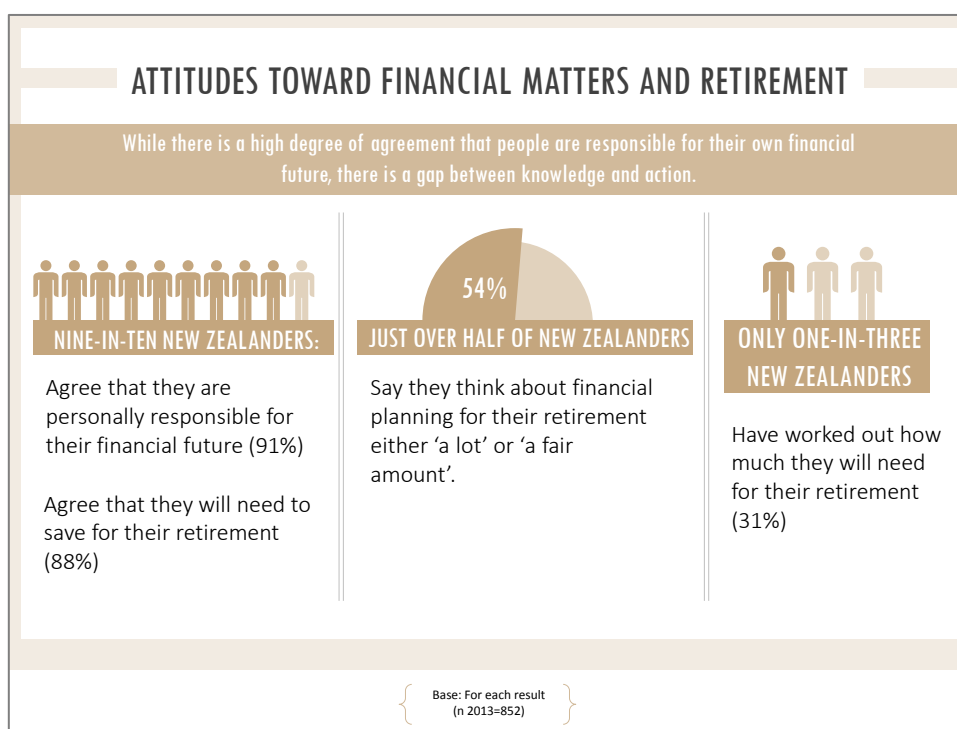 ATTITUDES TOWARD FINANCIAL MATTERS AND RETIREMENT
While there is a high degree of agreement that people are responsible for their own financial
future, there is a gap between knowledge and action.
NINE-IN-TEN NEW ZEALANDERS:
Agree that they are
personally responsible for
their financial future (91%)
Agree that they will need to
save for their retirement
(88%)
54%
JUST OVER HALF OF NEW ZEALANDERS
Say they think about financial
planning for their retirement
either ‘a lot’ or ‘a fair
amount’.
ONLY ONE-IN-THREE
NEW ZEALANDERS
Have worked out how
much they will need
for their retirement
(31%)
Base: For each result
(n 2013=852)